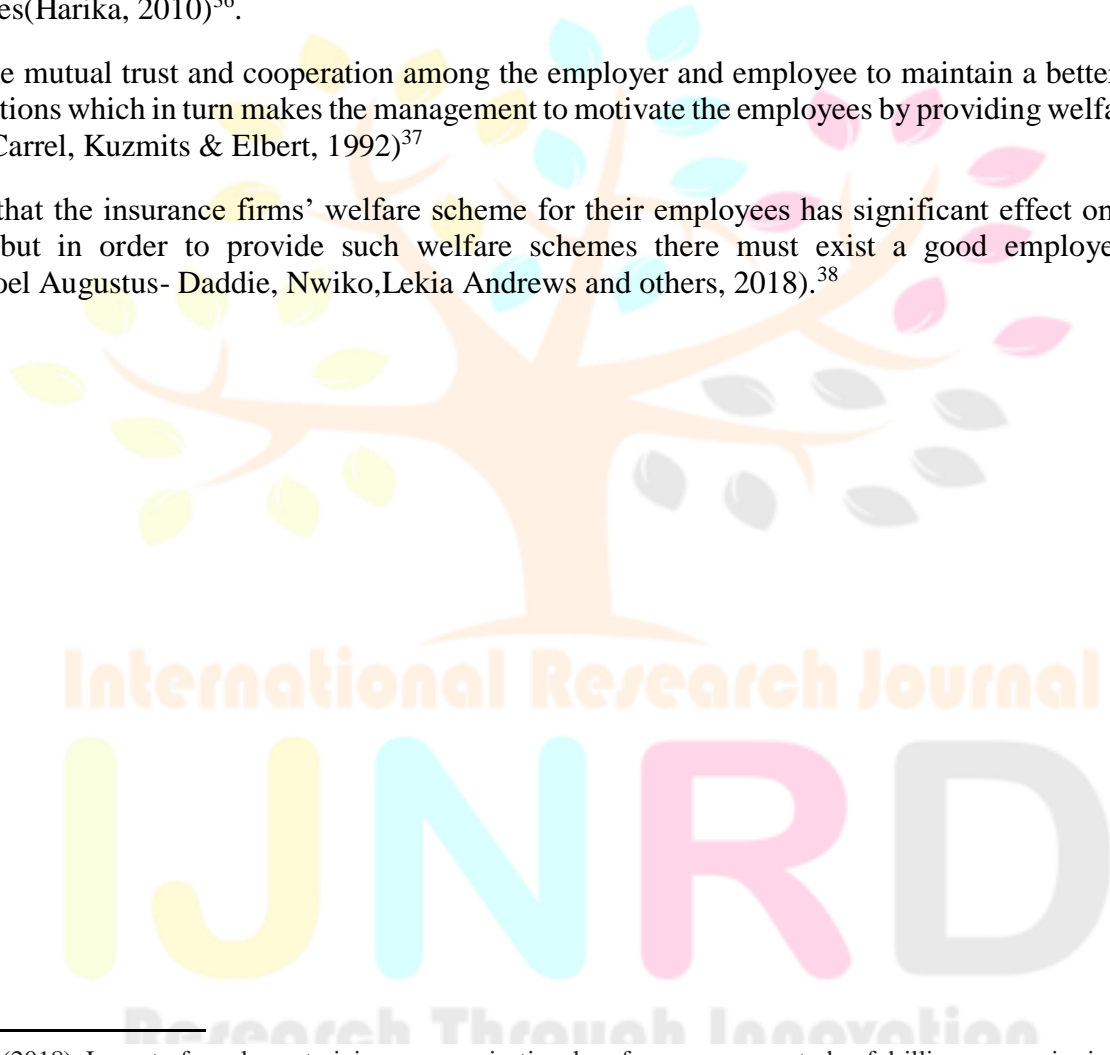 es(Harika, 2010)36.
e mutual trust and cooperation among the employer and employee to maintain a better
tions which in turn makes the management to motivate the employees by providing welfa
Carrel, Kuzmits & Elbert, 1992)37
that the insurance firms’ welfare scheme for their employees has significant effect on
but in order to provide such welfare schemes there must exist a good employe
oel Augustus- Daddie, Nwiko,Lekia Andrews and others, 2018).38
International Research Journal
IJNRD
Research Through Innovation